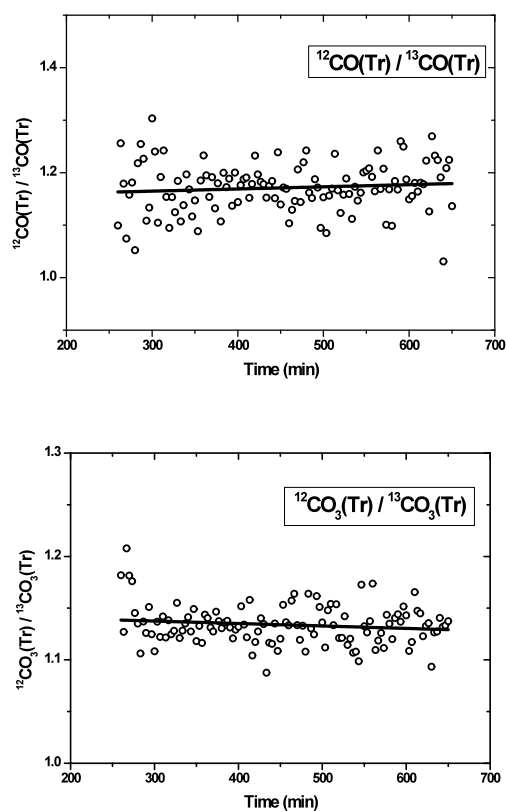 ¹²CO(Tr) / ¹³CO(Tr)
¹²CO(Tr) / ¹³CO(Tr)
1.4
1.2
1.0
200 300 400 500 600 700
Time (min)
¹²CO₃(Tr) / ¹³CO₃(Tr)
¹²CO₃(Tr) / ¹³CO₃(Tr)
1.3
1.2
1.1
1.0
200 300 400 500 600 700
Time (min)